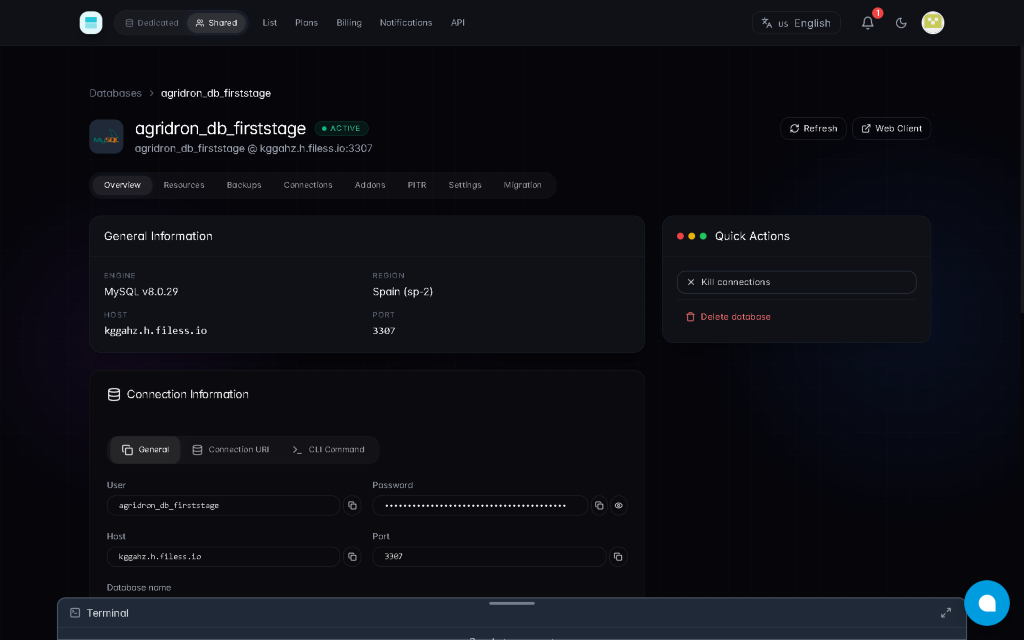 Dedicated
Shared
List
Plans
Billing
Notifications
API
US English
1
Databases > agridron_db_firststage
MySQL
agridron_db_firststage
ACTIVE
agridron_db_firststage @ kggahz.h.filess.io:3307
Refresh
Web Client
Overview
Resources
Backups
Connections
Addons
PITR
Settings
Migration
General Information
ENGINE
MySQL v8.0.29
REGION
Spain (sp-2)
HOST
kggahz.h.filess.io
PORT
3307
Quick Actions
Kill connections
Delete database
Connection Information
General
Connection URI
CLI Command
User
agridron_db_firststage
Password
Host
kggahz.h.filess.io
Port
3307
Database name
Terminal